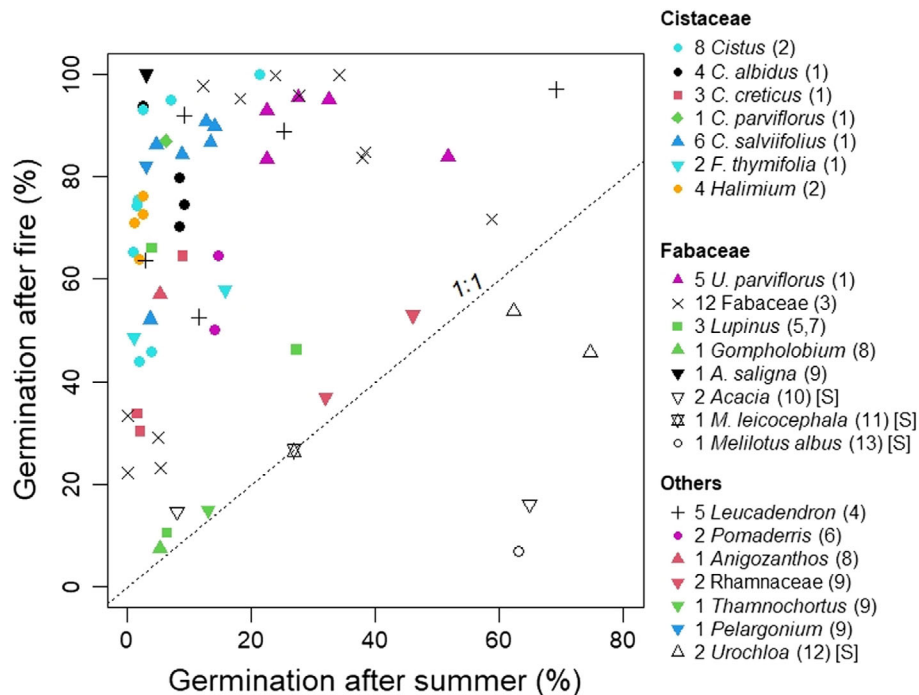 Cistaceae
8 Cistus (2)
4 C. albidus (1)
3 C. creticus (1)
1 C. parviflorus (1)
6 C. salviifolius (1)
2 F. thymifolia (1)
4 Halimium (2)
Fabaceae
5 U. parviflorus (1)
12 Fabaceae (3)
3 Lupinus (5,7)
1 Gompholobium (8)
1 A. saligna (9)
2 Acacia (10) [S]
1 M. leicocephala (11) [S]
1 Melilotus albus (13) [S]
Others
5 Leucadendron (4)
2 Pomaderris (6)
1 Anigozanthos (8)
2 Rhamnaceae (9)
1 Thamnochortus (9)
1 Pelargonium (9)
2 Urochloa (12) [S]
Germination after fire (%)
100
80
60
40
20
0
1:1
0 20 40 60 80
Germination after summer (%)